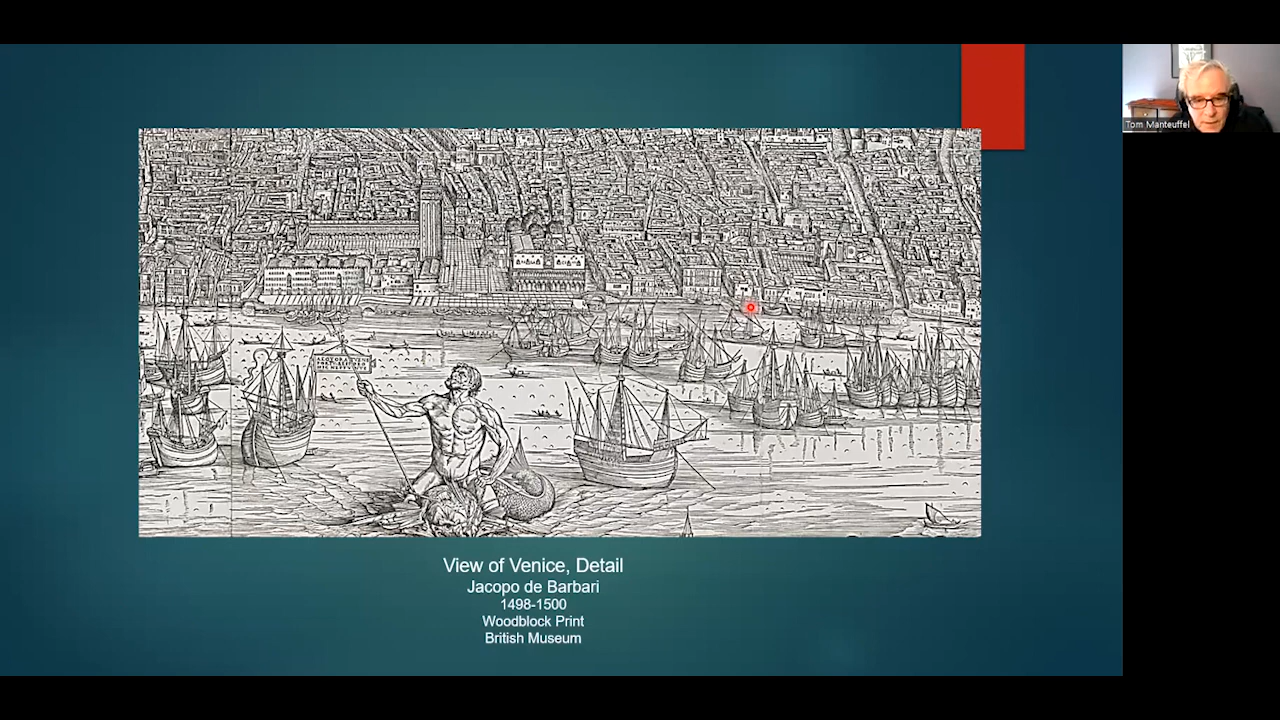 Tom Manteuffel
View of Venice, Detail
Jacopo de Barbari
1498-1500
Woodblock Print
British Museum